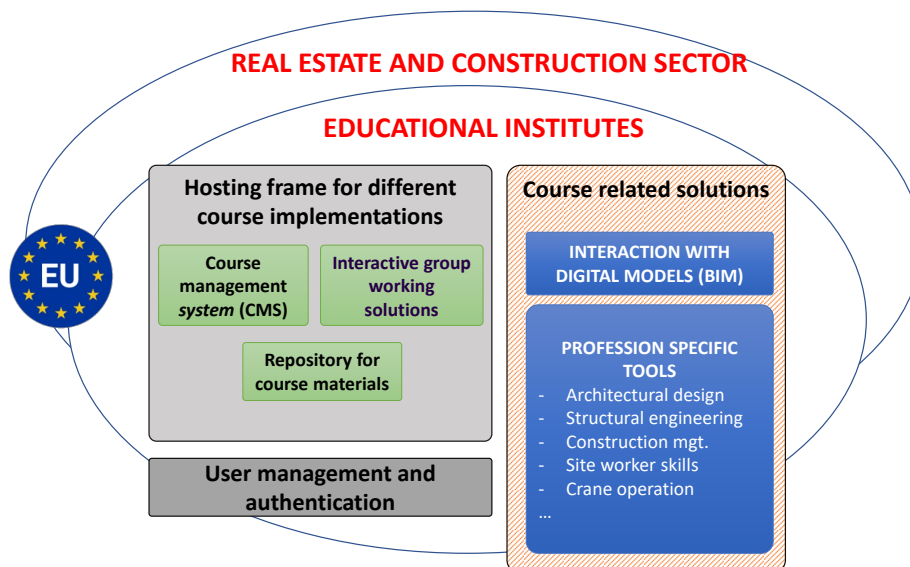 REAL ESTATE AND CONSTRUCTION SECTOR
EDUCATIONAL INSTITUTES
Hosting frame for different
course implementations
Course
management
system (CMS)
Interactive group
working
solutions
Repository for
course materials
User management and
authentication
EU
Course related solutions
INTERACTION WITH
DIGITAL MODELS (BIM)
PROFESSION SPECIFIC
TOOLS
- Architectural design
- Structural engineering
- Construction mgt.
- Site worker skills
- Crane operation
...